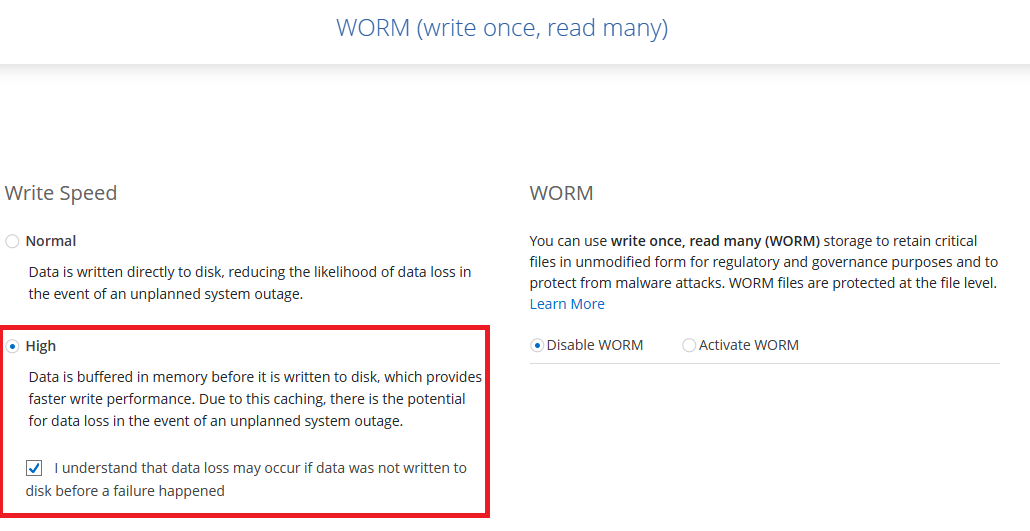 WORM (write once, read many)
Write Speed
Normal
Data is written directly to disk, reducing the likelihood of data loss in
the event of an unplanned system outage.
High
Data is buffered in memory before it is written to disk, which provides
faster write performance. Due to this caching, there is the potential
for data loss in the event of an unplanned system outage.
I understand that data loss may occur if data was not written to
disk before a failure happened
WORM
You can use write once, read many (WORM) storage to retain critical
files in unmodified form for regulatory and governance purposes and to
protect from malware attacks. WORM files are protected at the file level.
Learn More
Disable WORM Activate WORM